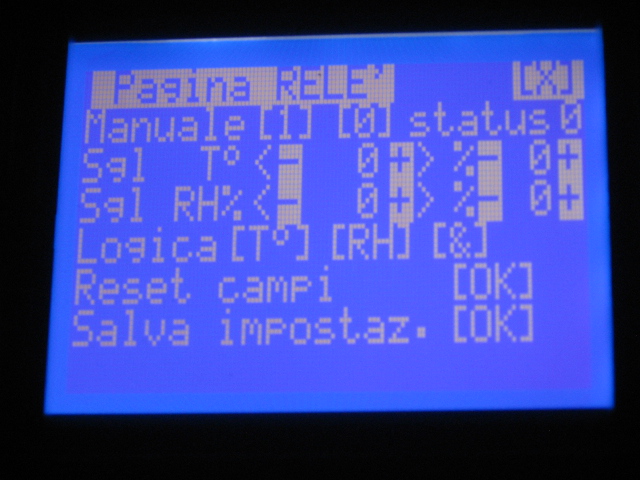 Pagina RELE' [X]
Manuale [1] [0] status 0
Sgl T° <- 0+> %- 0+
Sgl RH% <- 0+> %- 0+
Logica [T°] [RH] [&]
Reset campi [OK]
Salva impostaz. [OK]